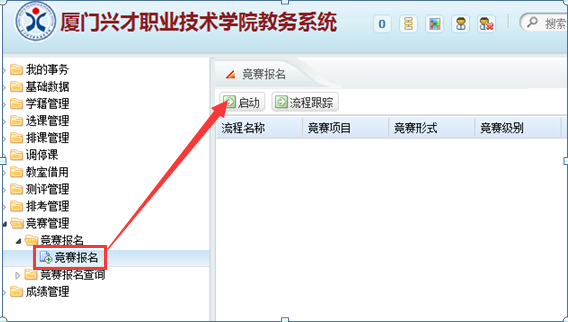 厦门兴才职业技术学院教务系统
0
搜索
我的事务
基础数据
学籍管理
选课管理
排课管理
调停课
教室借用
测评管理
排考管理
竞赛管理
竞赛报名
竞赛报名
竞赛报名查询
成绩管理
竞赛报名
启动 流程跟踪
流程名称 竞赛项目 竞赛形式 竞赛级别